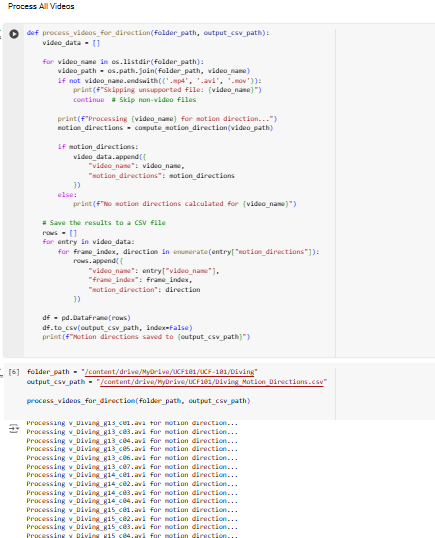 Process All Videos
def process_videos_for_direction(folder_path, output_csv_path):
video_data = []
for video_name in os.listdir(folder_path):
video_path = os.path.join(folder_path, video_name)
if not video_name.endswith(('.mp4', '.avi', '.mov')):
print(f"Skipping unsupported file: {video_name}")
continue # Skip non-video files
print(f"Processing {video_name} for motion direction...")
motion_directions = compute_motion_direction(video_path)
if motion_directions:
video_data.append({
"video_name": video_name,
"motion_directions": motion_directions
})
else:
print(f"No motion directions calculated for {video_name}")
# Save the results to a CSV file
rows = []
for entry in video_data:
for frame_index, direction in enumerate(entry["motion_directions"]):
rows.append({
"video_name": entry["video_name"],
"frame_index": frame_index,
"motion_direction": direction
})
df = pd.DataFrame(rows)
df.to_csv(output_csv_path, index=False)
print(f"Motion directions saved to {output_csv_path}")
[6] folder_path = "/content/drive/MyDrive/UCF101/UCF-101/Diving"
output_csv_path = "/content/drive/MyDrive/UCF101/Diving_Motion_Directions.csv"
process_videos_for_direction(folder_path, output_csv_path)
Processing v_Diving_g13_c01.avi for motion direction...
Processing v_Diving_g13_c03.avi for motion direction...
Processing v_Diving_g13_c05.avi for motion direction...
Processing v_Diving_g13_c06.avi for motion direction...
Processing v_Diving_g13_c07.avi for motion direction...
Processing v_Diving_g14_c01.avi for motion direction...
Processing v_Diving_g14_c02.avi for motion direction...
Processing v_Diving_g14_c03.avi for motion direction...
Processing v_Diving_g14_c04.avi for motion direction...
Processing v_Diving_g15_c01.avi for motion direction...
Processing v_Diving_g15_c02.avi for motion direction...
Processing v_Diving_g15_c03.avi for motion direction...
Processing v_Diving_g15_c04.avi for motion direction...